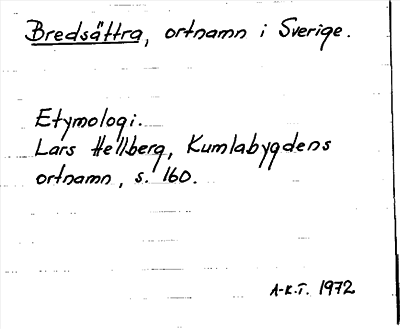 Bredsättra, ortnamn i Sverige.
Etymologi.
Lars Hellberg, Kumlabygdens
ortnamn, s. 160.
A-K.T. 1972